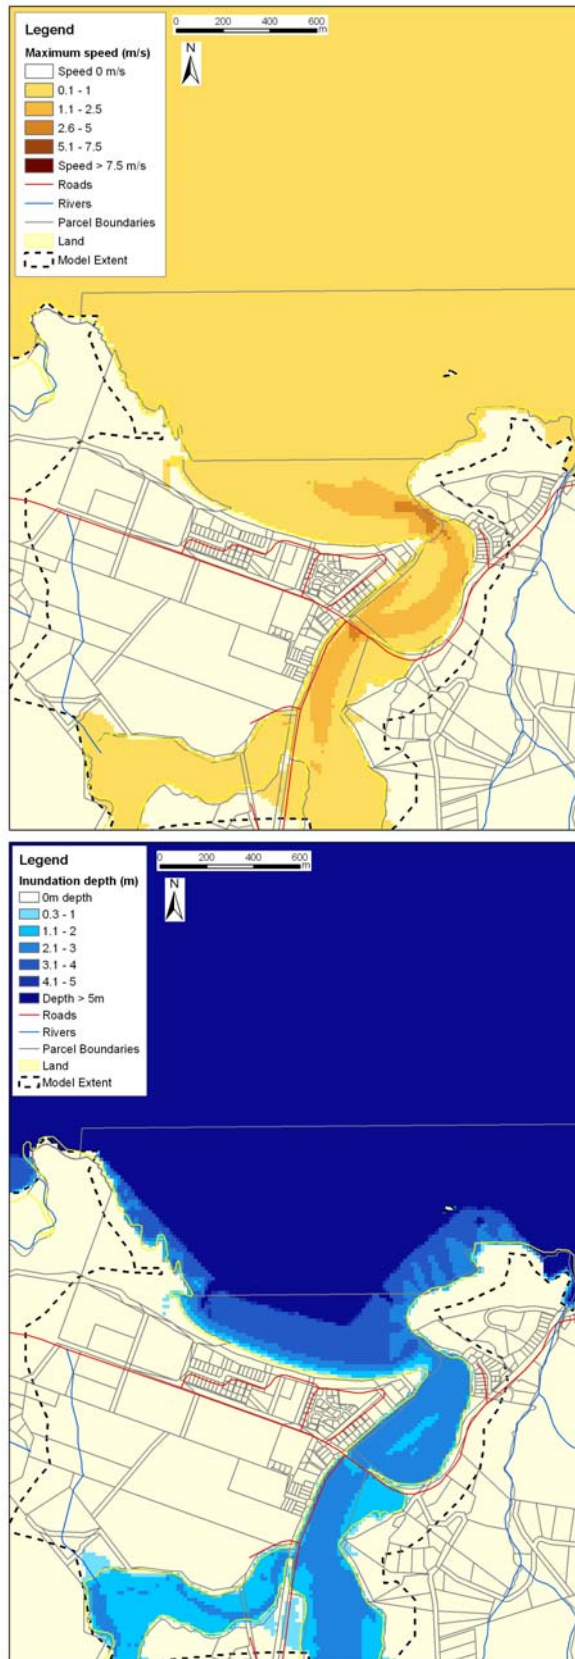 Legend
Maximum speed (m/s)
Speed 0 m/s
0.1 - 1
1.1 - 2.5
2.6 - 5
5.1 - 7.5
Speed > 7.5 m/s
Roads
Rivers
Parcel Boundaries
Land
Model Extent
0 200 400 600
m
N
Legend
Inundation depth (m)
0m depth
0.3 - 1
1.1 - 2
2.1 - 3
3.1 - 4
4.1 - 5
Depth > 5m
Roads
Rivers
Parcel Boundaries
Land
Model Extent
0 200 400 600
m
N